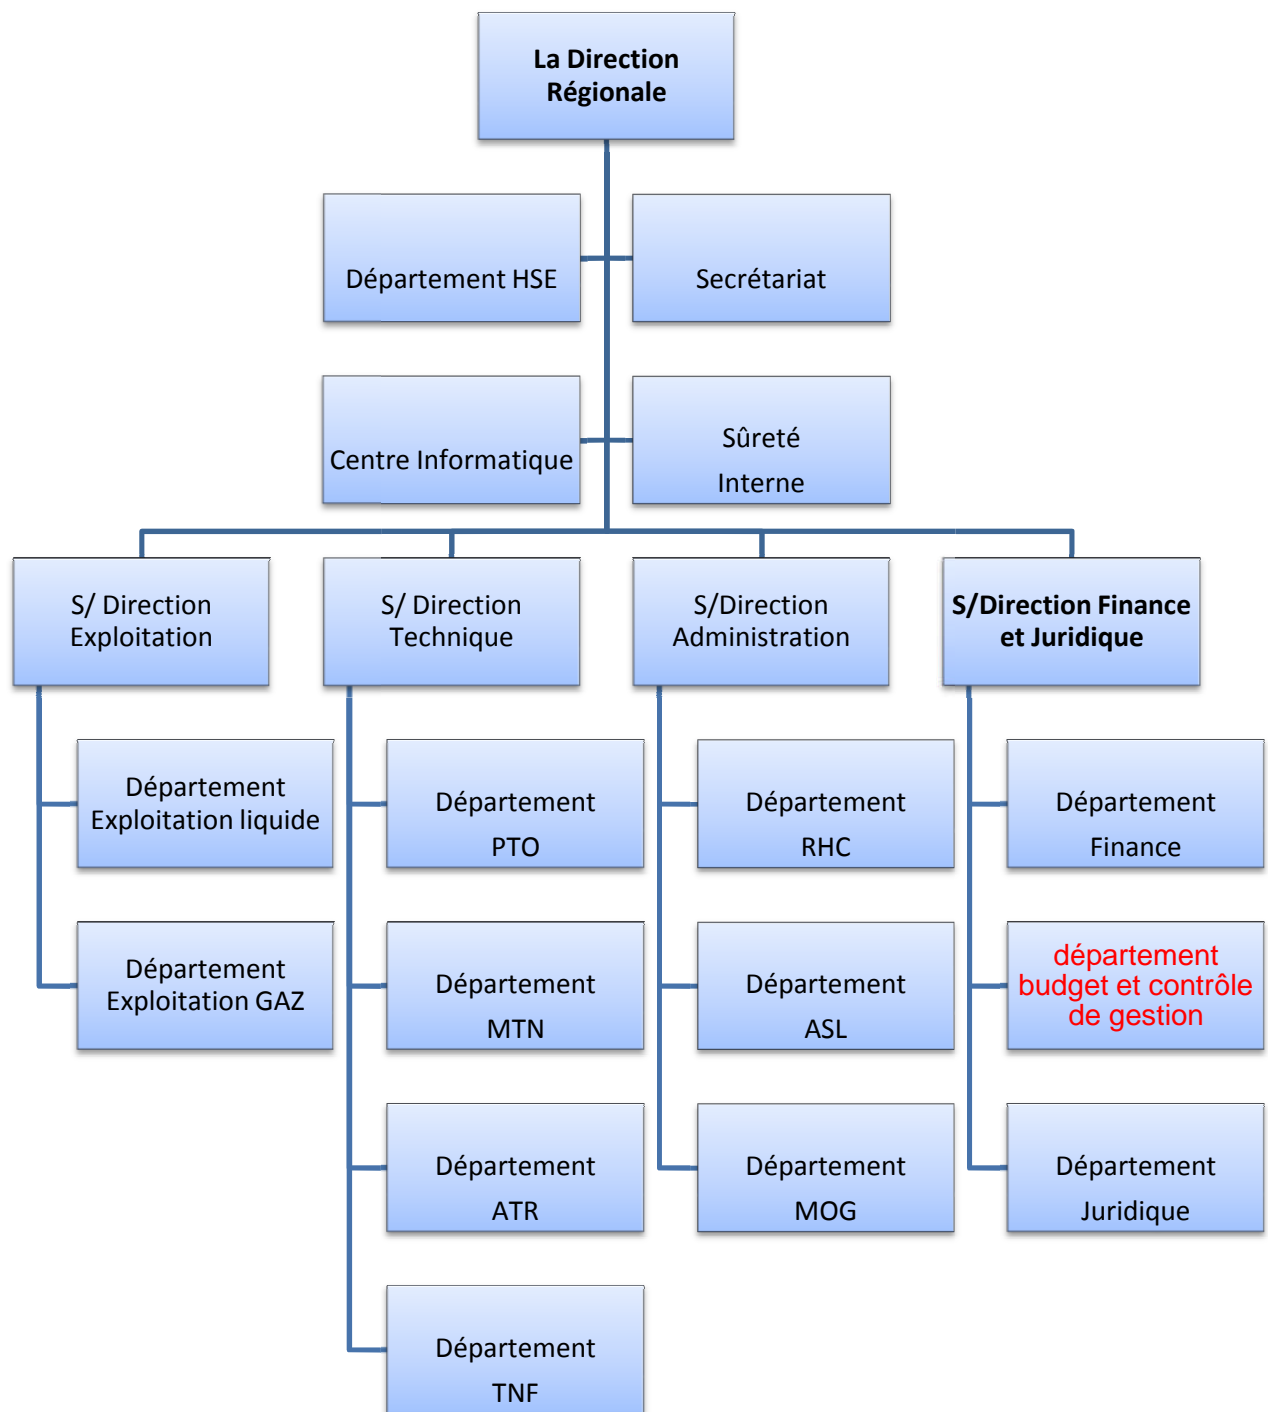 La Direction
Régionale
Département HSE
Secrétariat
Centre Informatique
Sûreté
Interne
S/ Direction
Exploitation
S/ Direction
Technique
S/Direction
Administration
S/Direction Finance
et Juridique
Département
Exploitation liquide
Département
PTO
Département
RHC
Département
Finance
Département
Exploitation GAZ
Département
MTN
Département
ASL
département
budget et contrôle
de gestion
Département
ATR
Département
MOG
Département
Juridique
Département
TNF